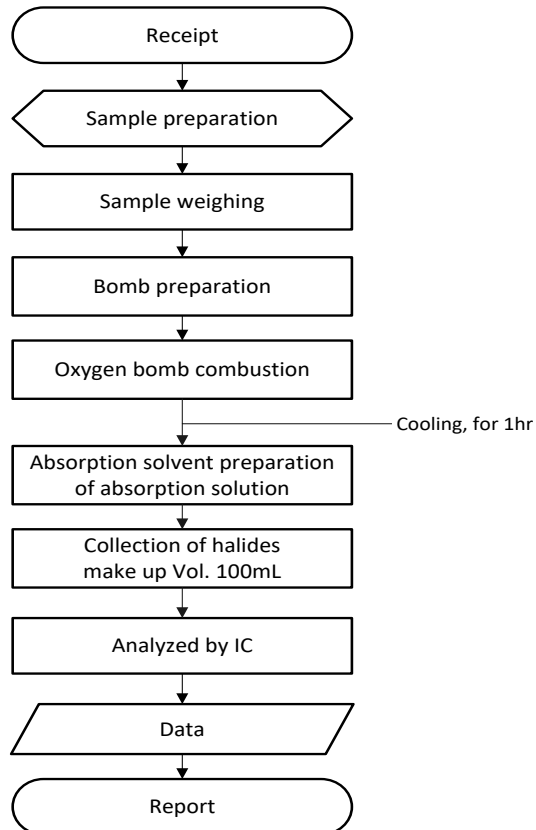 Receipt
Sample preparation
Sample weighing
Bomb preparation
Oxygen bomb combustion
Cooling, for 1hr
Absorption solvent preparation
of absorption solution
Collection of halides
make up Vol. 100mL
Analyzed by IC
Data
Report